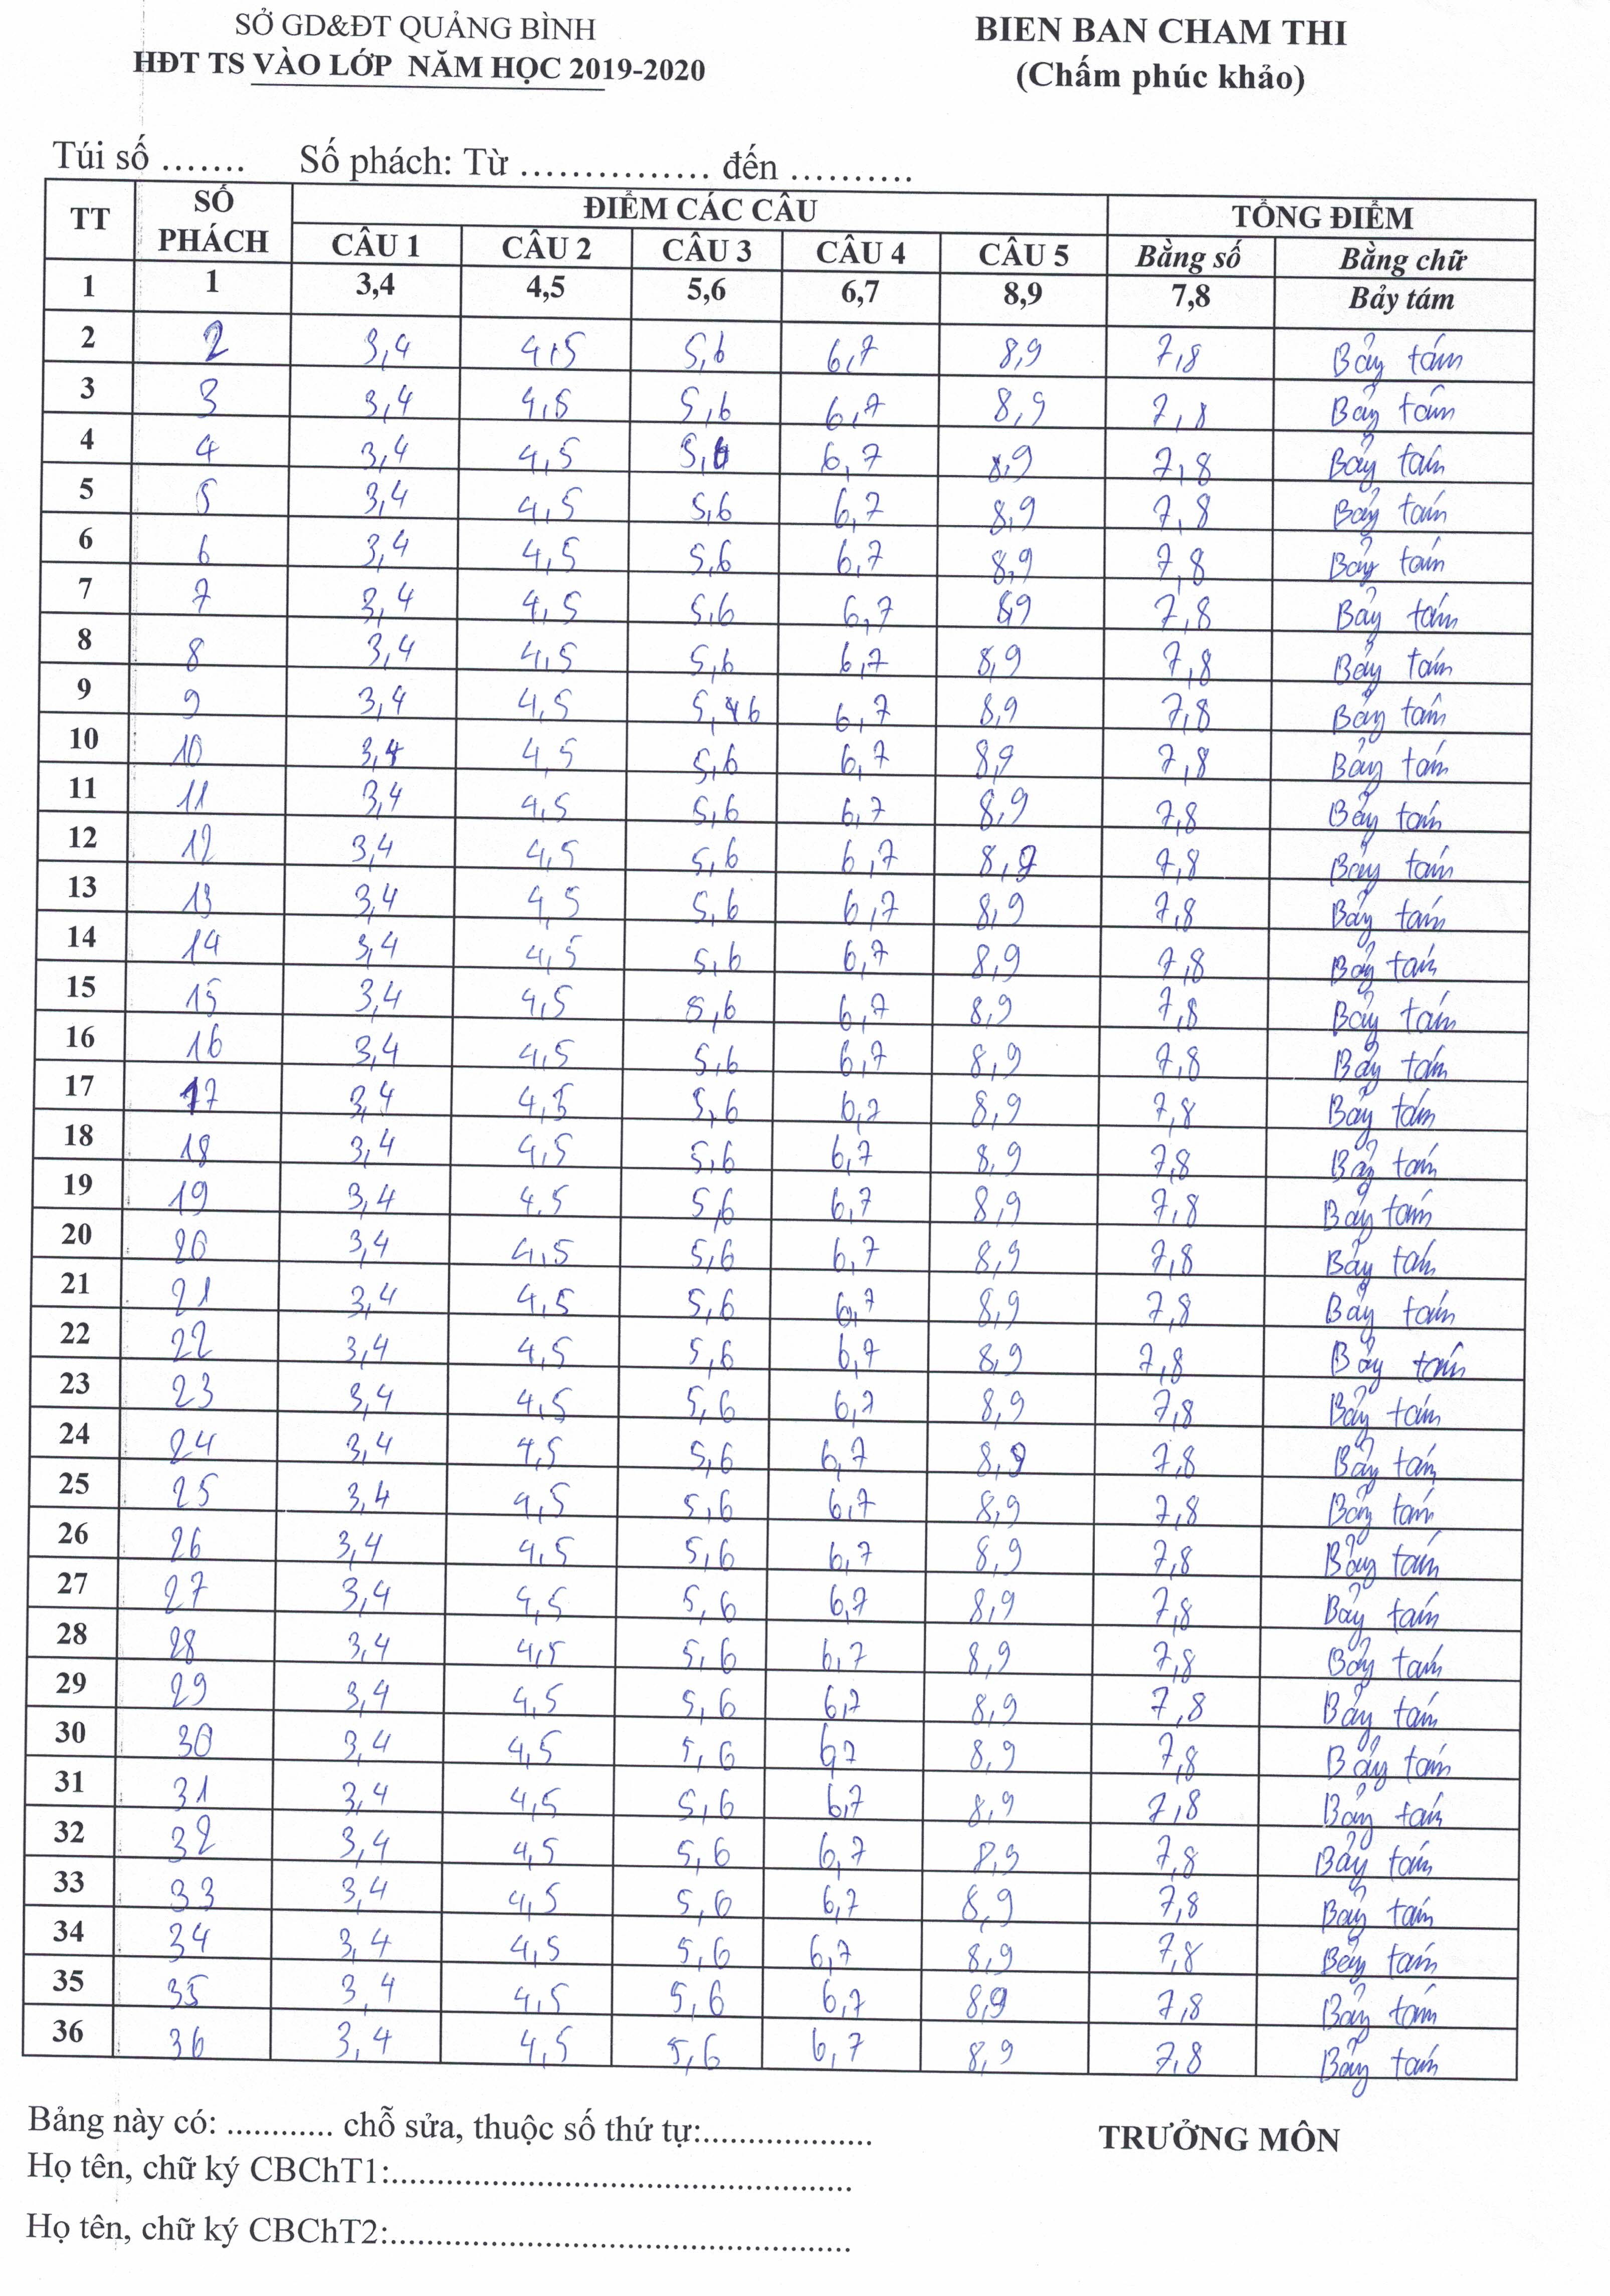 SỞ GD&ĐT QUẢNG BÌNH
HĐT TS VÀO LỚP NĂM HỌC 2019-2020
BIEN BAN CHAM THI
(Chấm phúc khảo)
Túi số ....... Số phách: Từ ............... đến ..........
TT SỐ PHÁCH ĐIỂM CÁC CÂU TỔNG ĐIỂM
CÂU 1 CÂU 2 CÂU 3 CÂU 4 CÂU 5 Bằng số Bằng chữ
1 1 3,4 4,5 5,6 6,7 8,9 7,8 Bảy tám
2 2 3,4 4,5 5,6 6,7 8,9 7,8 Bảy tám
3 3 3,4 4,5 5,6 6,7 8,9 7,8 Bảy tám
4 4 3,4 4,5 5,6 6,7 8,9 7,8 Bảy tám
5 5 3,4 4,5 5,6 6,7 8,9 7,8 Bảy tám
6 6 3,4 4,5 5,6 6,7 8,9 7,8 Bảy tám
7 7 3,4 4,5 5,6 6,7 8,9 7,8 Bảy tám
8 8 3,4 4,5 5,6 6,7 8,9 7,8 Bảy tám
9 9 3,4 4,5 5,6 6,7 8,9 7,8 Bảy tám
10 10 3,4 4,5 5,6 6,7 8,9 7,8 Bảy tám
11 11 3,4 4,5 5,6 6,7 8,9 7,8 Bảy tám
12 12 3,4 4,5 5,6 6,7 8,9 7,8 Bảy tám
13 13 3,4 4,5 5,6 6,7 8,9 7,8 Bảy tám
14 14 3,4 4,5 5,6 6,7 8,9 7,8 Bảy tám
15 15 3,4 4,5 5,6 6,7 8,9 7,8 Bảy tám
16 16 3,4 4,5 5,6 6,7 8,9 7,8 Bảy tám
17 17 3,4 4,5 5,6 6,7 8,9 7,8 Bảy tám
18 18 3,4 4,5 5,6 6,7 8,9 7,8 Bảy tám
19 19 3,4 4,5 5,6 6,7 8,9 7,8 Bảy tám
20 20 3,4 4,5 5,6 6,7 8,9 7,8 Bảy tám
21 21 3,4 4,5 5,6 6,7 8,9 7,8 Bảy tám
22 22 3,4 4,5 5,6 6,7 8,9 7,8 Bảy tám
23 23 3,4 4,5 5,6 6,7 8,9 7,8 Bảy tám
24 24 3,4 4,5 5,6 6,7 8,9 7,8 Bảy tám
25 25 3,4 4,5 5,6 6,7 8,9 7,8 Bảy tám
26 26 3,4 4,5 5,6 6,7 8,9 7,8 Bảy tám
27 27 3,4 4,5 5,6 6,7 8,9 7,8 Bảy tám
28 28 3,4 4,5 5,6 6,7 8,9 7,8 Bảy tám
29 29 3,4 4,5 5,6 6,7 8,9 7,8 Bảy tám
30 30 3,4 4,5 5,6 6,7 8,9 7,8 Bảy tám
31 31 3,4 4,5 5,6 6,7 8,9 7,8 Bảy tám
32 32 3,4 4,5 5,6 6,7 8,9 7,8 Bảy tám
33 33 3,4 4,5 5,6 6,7 8,9 7,8 Bảy tám
34 34 3,4 4,5 5,6 6,7 8,9 7,8 Bảy tám
35 35 3,4 4,5 5,6 6,7 8,9 7,8 Bảy tám
36 36 3,4 4,5 5,6 6,7 8,9 7,8 Bảy tám
Bảng này có: ............ chỗ sửa, thuộc số thứ tự:...................
TRƯỞNG MÔN
Họ tên, chữ ký CBChT1:....................................................
Họ tên, chữ ký CBChT2:....................................................